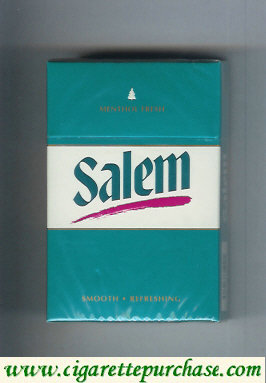 MENTHOL FRESH
Salem
SMOOTH • REFRESHING
www.cigarettepurchase.com